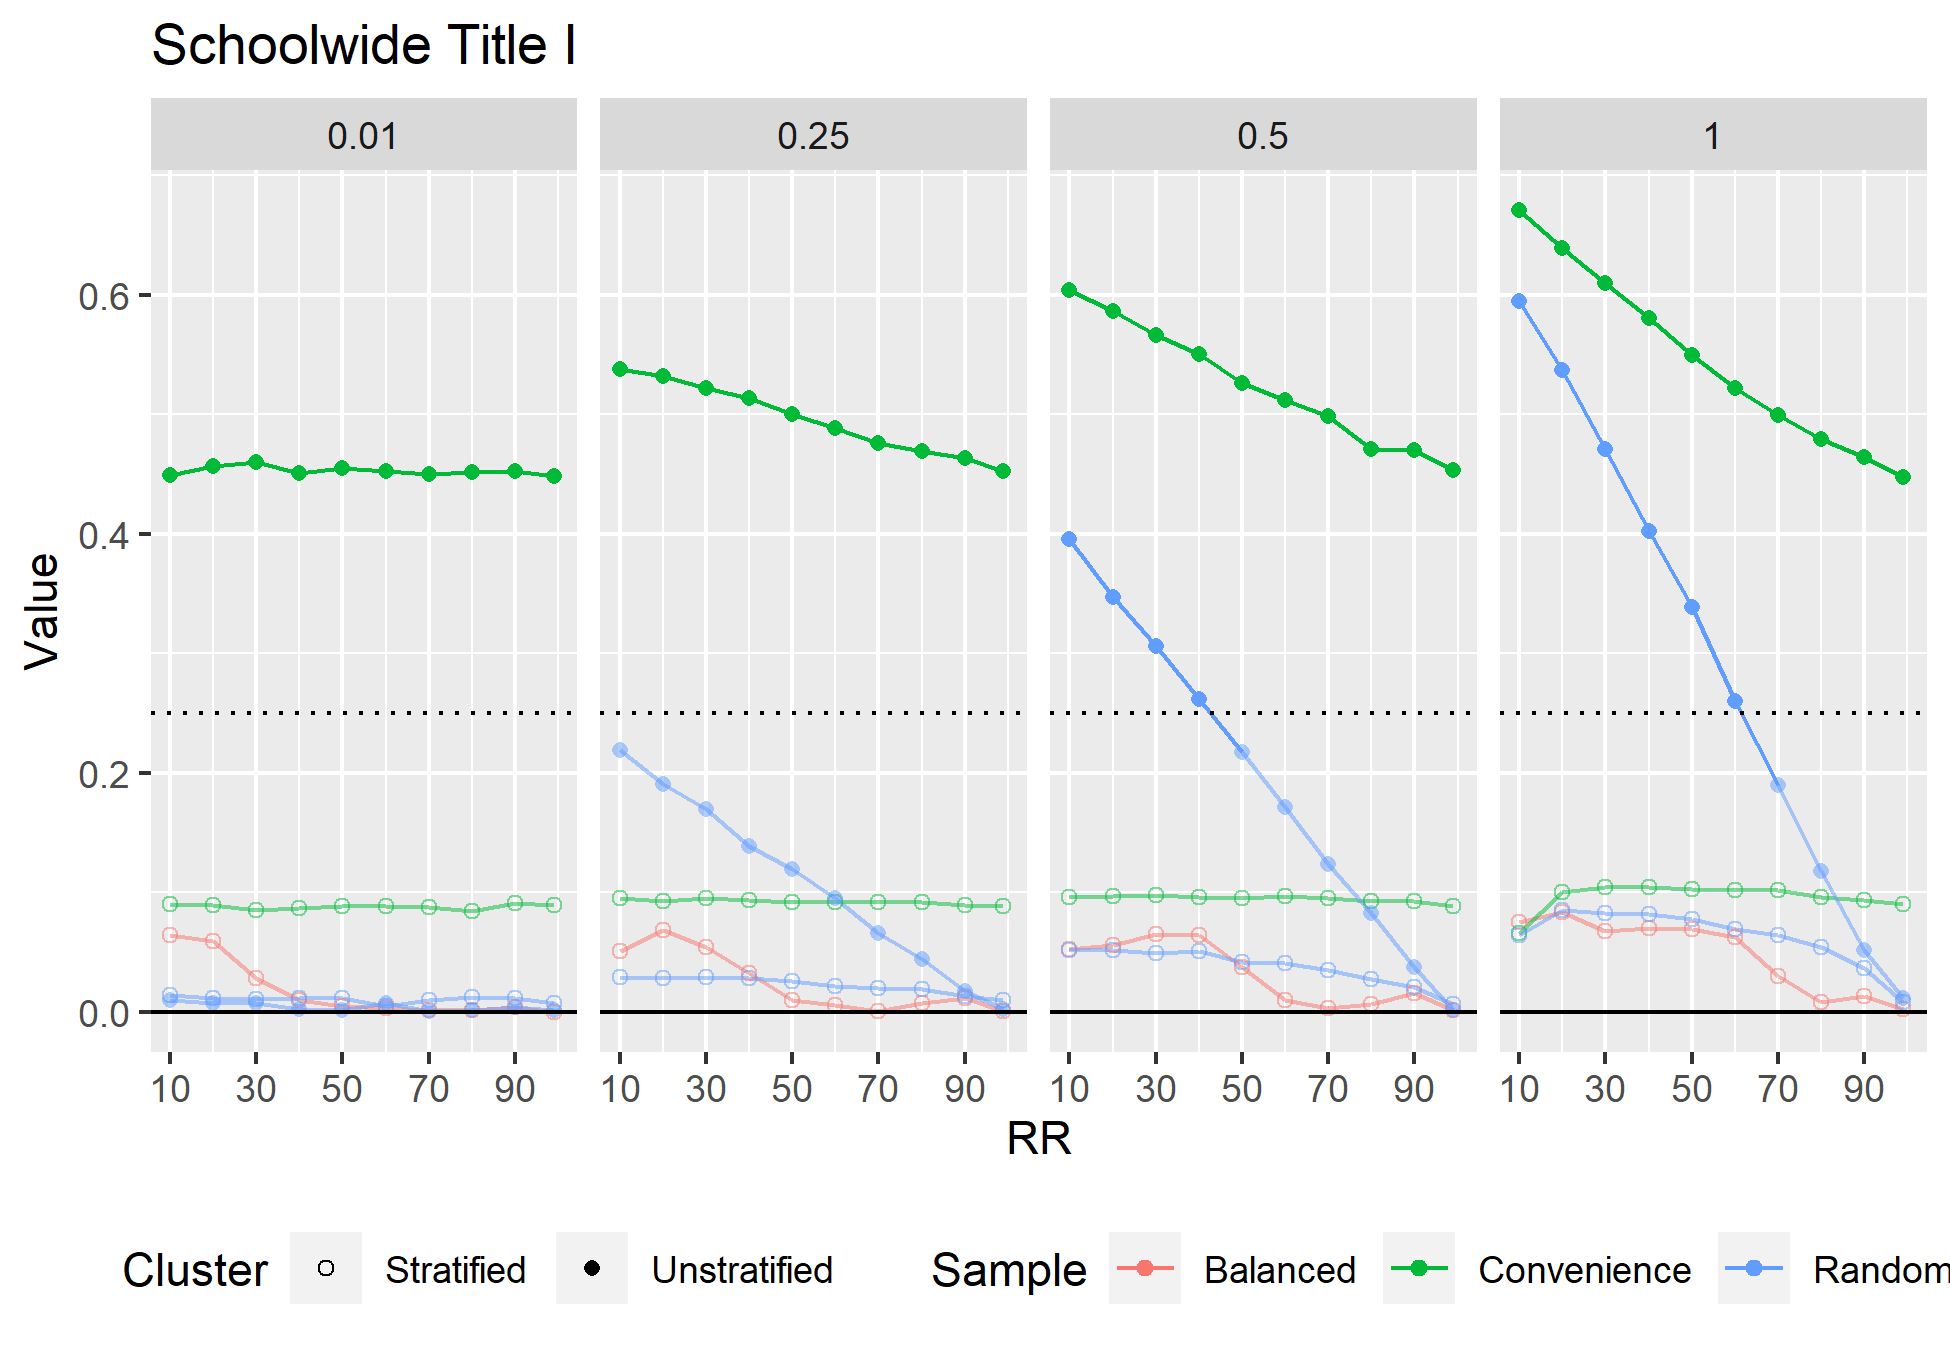 Schoolwide Title I
0.01 0.25 0.5 1
0.6
0.4
0.2
0.0
Value
10 30 50 70 90 10 30 50 70 90 10 30 50 70 90 10 30 50 70 90
RR
Cluster Stratified Unstratified Sample Balanced Convenience Random